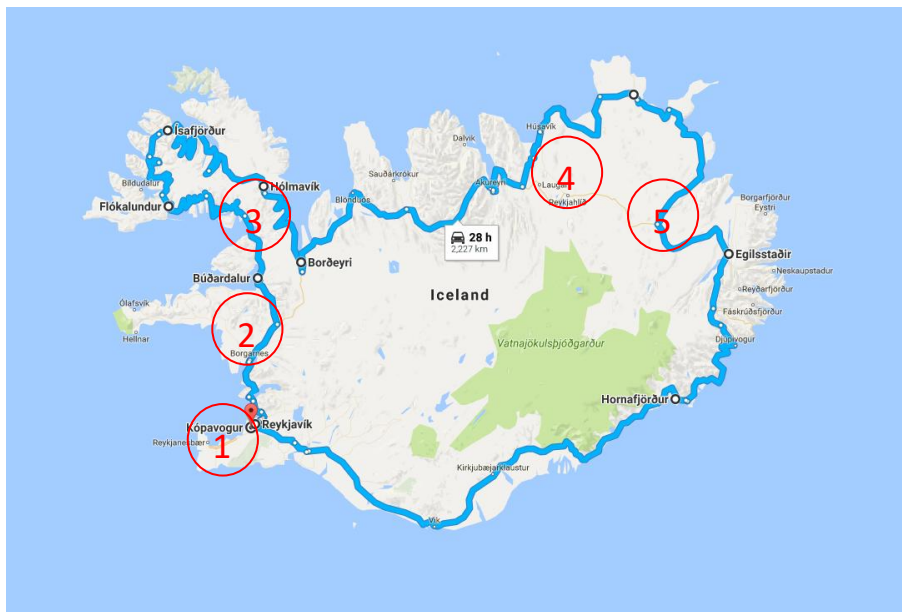 Ísafjörður
Bíldudalur
Flókalundur
Hólmavík
3
Borðeyri
Búðardalur
Ólafsvík
Hellnar
2
Borgarnes
Reykjavík
Kópavogur
1
Reykjanesbær
Blönduós
Sauðárkrókur
Dalvík
Akureyri
Húsavík
4
Laugar
Reykjahlíð
5
28 h
2,227 km
Iceland
Vatnajökulsþjóðgarður
Borgarfjörður
Eystri
Egilsstaðir
Neskaupstaður
Reyðarfjörður
Fáskrúðsfjörður
Djúpivogur
Hornafjörður
Kirkjubæjarklaustur
Vík